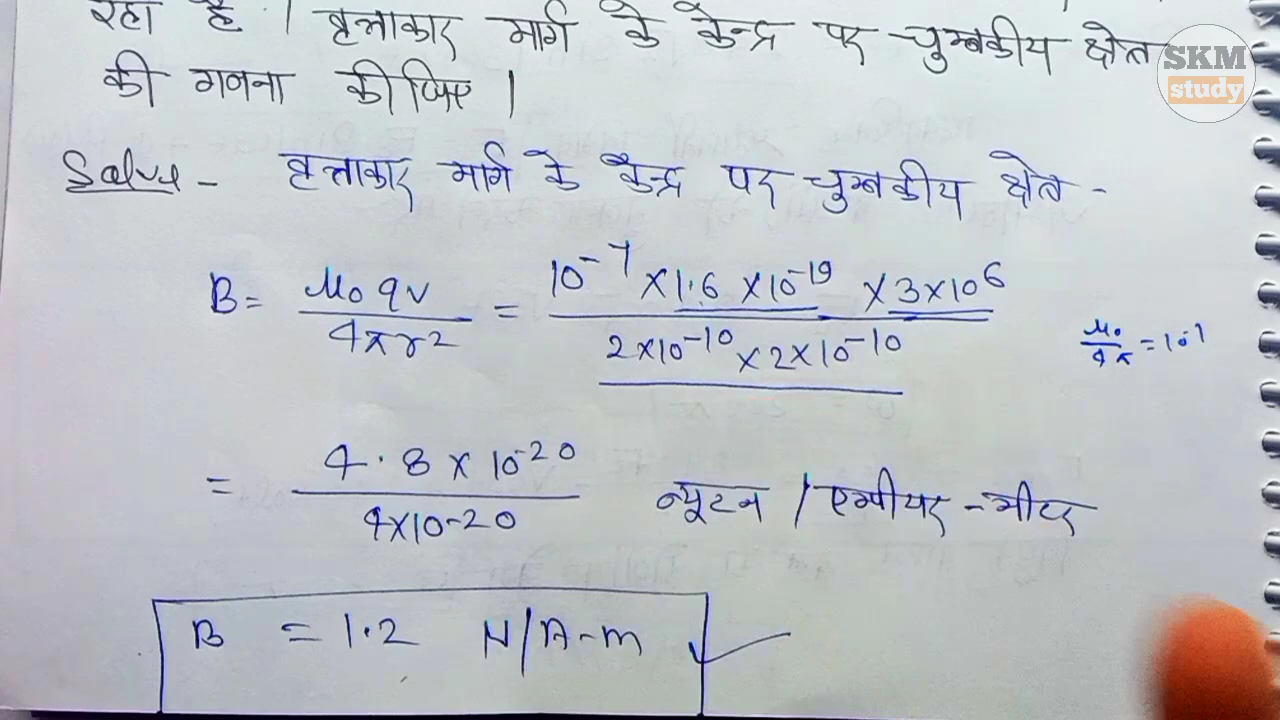 रहा है । वृत्ताकार मार्ग के केन्द्र पर चुम्बकीय क्षेत्र
की गणना कीजिए ।
SKM
study
Solve - वृत्ताकार मार्ग के केन्द्र पर चुम्बकीय क्षेत्र -
B = μ₀qv / 4πr² = 10⁻⁷ × 1.6 × 10⁻¹⁹ × 3 × 10⁶ / 2×10⁻¹⁰ × 2×10⁻¹⁰
μ₀/4π = 10⁻⁷
= 4.8 × 10⁻²⁰ / 4×10⁻²⁰ न्यूटन / एम्पीयर - मीटर
B = 1.2 N/A-m